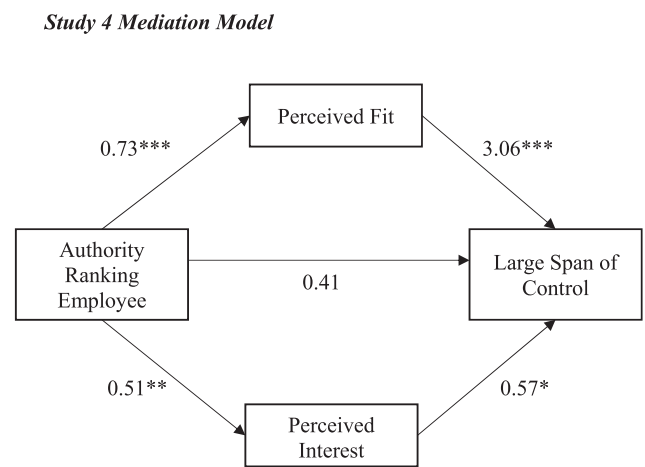 Study 4 Mediation Model
Perceived Fit
0.73***
3.06***
Authority
Ranking
Employee
0.41
Large Span of
Control
0.51**
0.57*
Perceived
Interest